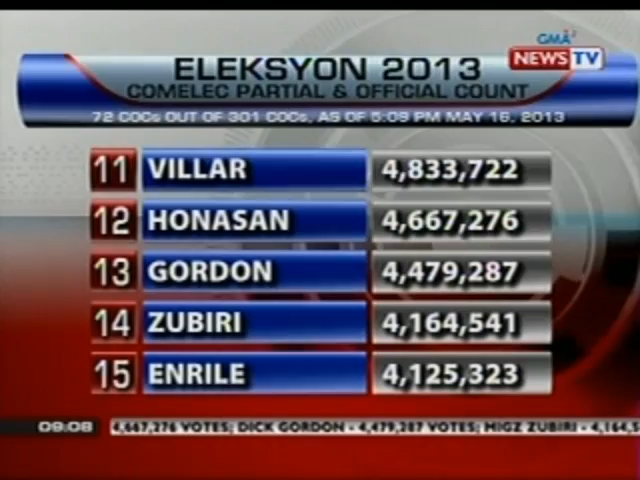 GMA
NEWS TV
ELEKSYON 2013
COMELEC PARTIAL & OFFICIAL COUNT
72 COCs OUT OF 301 COCs, AS OF 5:09 PM MAY 16, 2013
11 VILLAR 4,833,722
12 HONASAN 4,667,276
13 GORDON 4,479,287
14 ZUBIRI 4,164,541
15 ENRILE 4,125,323
09:08 4,667,276 VOTES; DICK GORDON - 4,479,287 VOTES; MIGZ ZUBIRI - 4,164,5